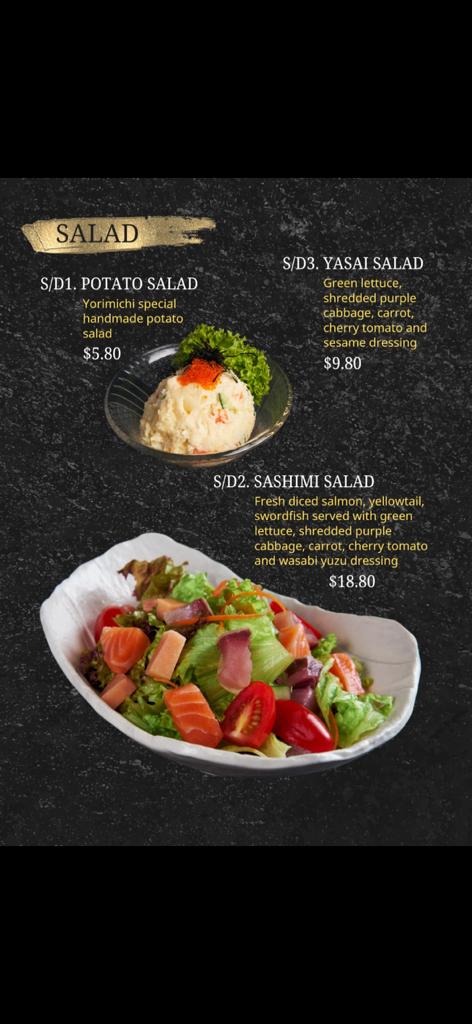 SALAD
S/D1. POTATO SALAD
Yorimichi special
handmade potato
salad
$5.80
S/D3. YASAI SALAD
Green lettuce,
shredded purple
cabbage, carrot,
cherry tomato and
sesame dressing
$9.80
S/D2. SASHIMI SALAD
Fresh diced salmon, yellowtail,
swordfish served with green
lettuce, shredded purple
cabbage, carrot, cherry tomato
and wasabi yuzu dressing
$18.80